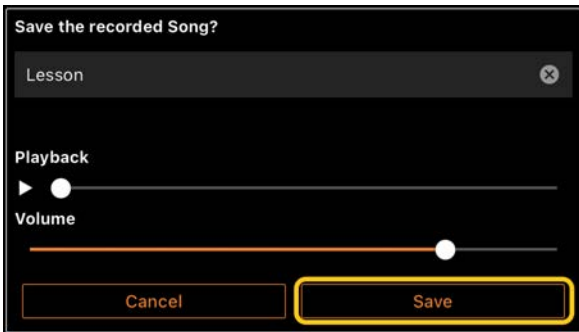 Save the recorded Song?
Lesson
Playback
Volume
Cancel
Save